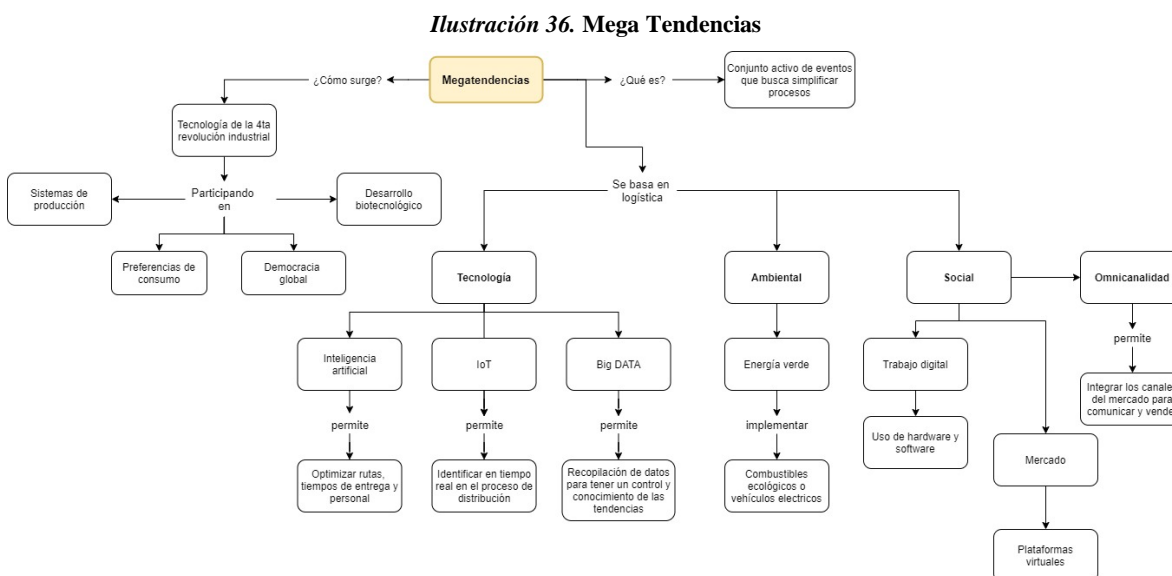 Ilustración 36. Mega Tendencias
¿Cómo surge?
Megatendencias
¿Qué es?
Conjunto activo de eventos
que busca simplificar
procesos
Tecnología de la 4ta
revolución industrial
Sistemas de
producción
Participando
en
Desarrollo
biotecnológico
Preferencias de
consumo
Democracia
global
Se basa en
logística
Tecnología
Ambiental
Social
Omnicanalidad
Inteligencia
artificial
IoT
Big DATA
Energía verde
Trabajo digital
permite
permite
permite
permite
implementar
Integrar los canale
del mercado para
comunicar y vende
Optimizar rutas,
tiempos de entrega y
personal
Identificar en tiempo
real en el proceso de
distribución
Recopilación de datos
para tener un control y
conocimiento de las
tendencias
Combustibles
ecológicos o
vehículos electricos
Uso de hardware y
software
Mercado
Plataformas
virtuales